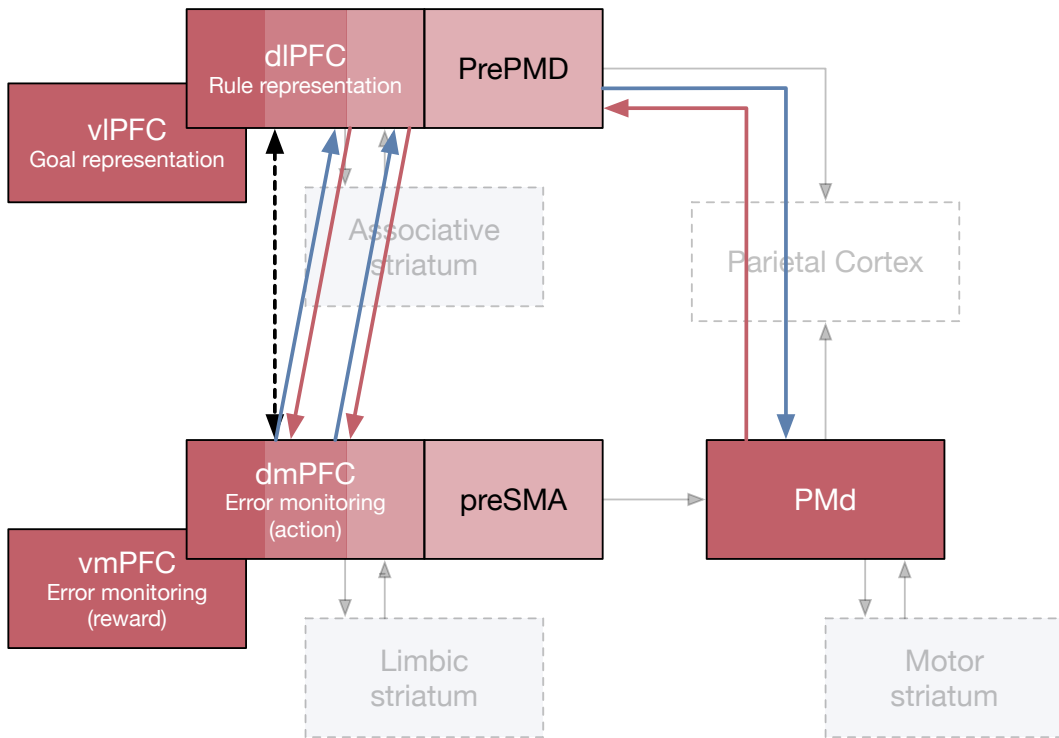 dlPFC
Rule representation
PrePMD
vlPFC
Goal representation
Associative
striatum
Parietal Cortex
dmPFC
Error monitoring
(action)
preSMA
PMd
vmPFC
Error monitoring
(reward)
Limbic
striatum
Motor
striatum